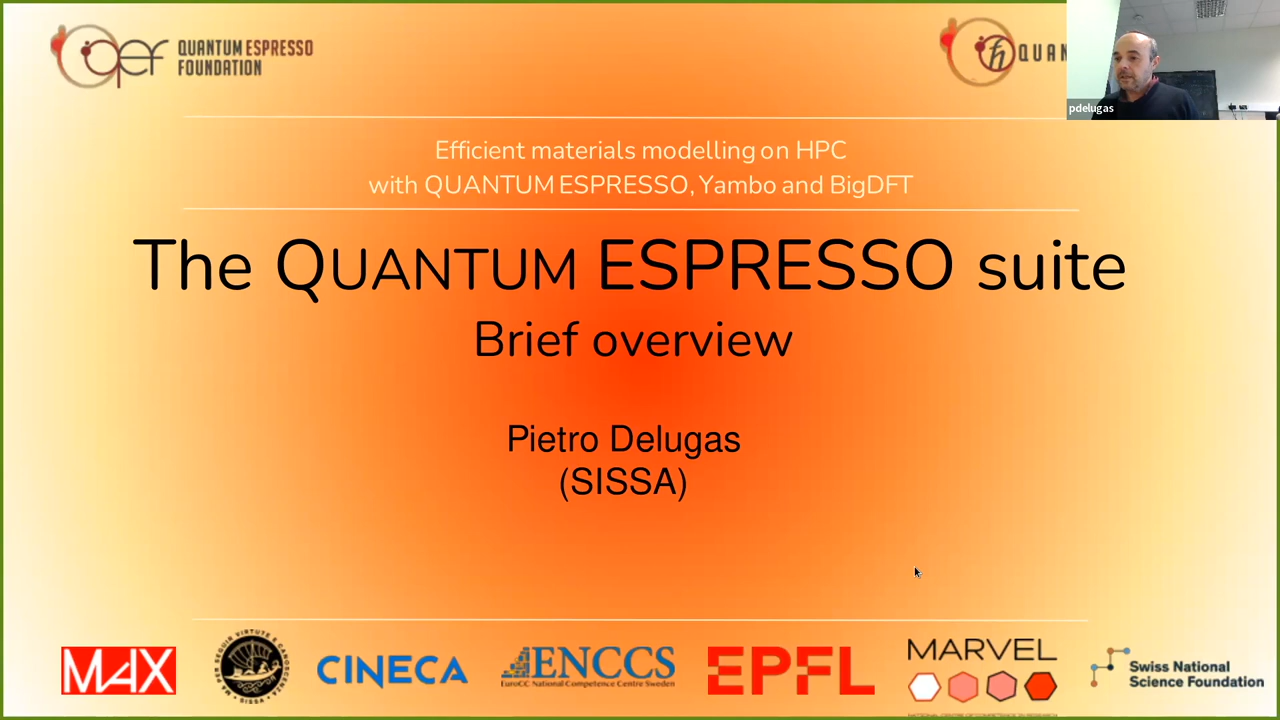 QUANTUM ESPRESSO
FOUNDATION
QUAN
pdelugas
Efficient materials modelling on HPC
with QUANTUM ESPRESSO, Yambo and BigDFT
The QUANTUM ESPRESSO suite
Brief overview
Pietro Delugas
(SISSA)
MAX
SISSA
CINECA
ENCCS
EuroCC National Competence Centre Sweden
EPFL
MARVEL
Swiss National
Science Foundation